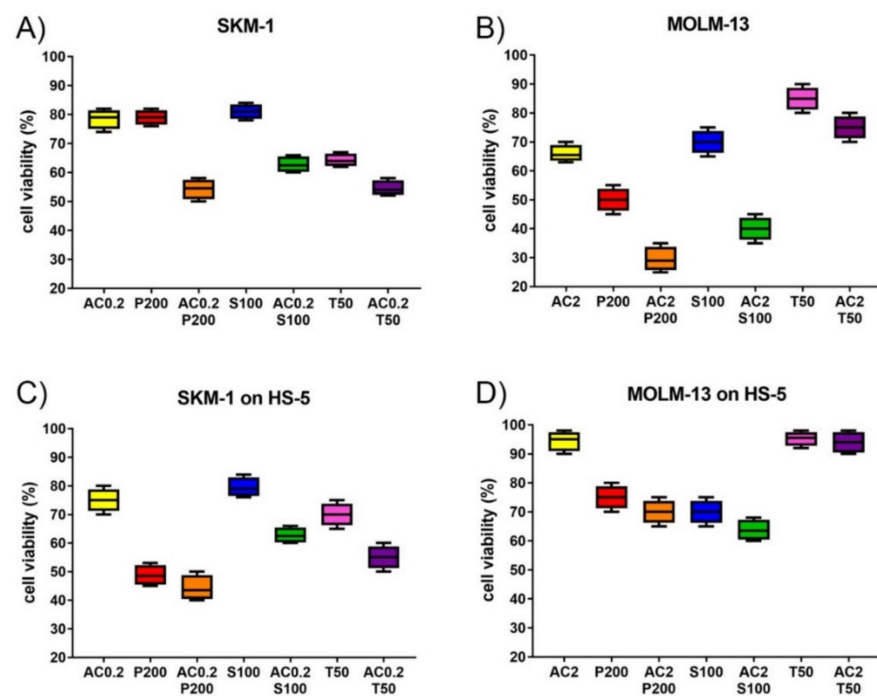 A)
SKM-1
cell viability (%)
100
90
80
70
60
50
40
30
20
AC0.2 P200 AC0.2 S100 AC0.2 T50 AC0.2
P200 S100 T50
B)
MOLM-13
cell viability (%)
100
90
80
70
60
50
40
30
20
AC2 P200 AC2 S100 AC2 T50 AC2
P200 S100 T50
C)
SKM-1 on HS-5
cell viability (%)
100
90
80
70
60
50
40
30
20
AC0.2 P200 AC0.2 S100 AC0.2 T50 AC0.2
P200 S100 T50
D)
MOLM-13 on HS-5
cell viability (%)
100
90
80
70
60
50
40
30
20
AC2 P200 AC2 S100 AC2 T50 AC2
P200 S100 T50